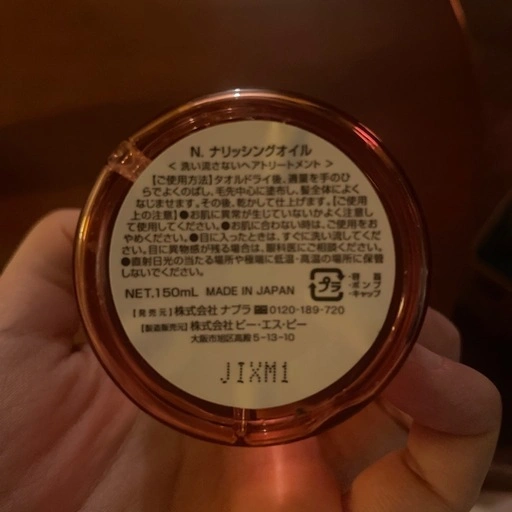 N. ナリッシングオイル
< 洗い流さないヘアトリートメント >
【ご使用方法】タオルドライ後、適量を手のひ
らでよくのばし、毛先中心に塗布し、髪全体によく
なじませます。その後、乾かして仕上げます。【ご使用
上の注意】●お肌に異常が生じていないかよく注意し
て使用してください。●お肌に合わない時は、ご使用をお
やめください。●目に入ったときは、すぐに洗い流してくだ
さい。目に異物感が残る場合は、眼科医にご相談ください。
●直射日光の当たる場所や極端に低温・高温の場所に保管
しないでください。
NET.150mL MADE IN JAPAN
プラ
・容器
・ポンプ
・キャップ
【発売元】株式会社 ナプラ 0120-189-720
【製造販売元】株式会社 ピー・エス・ピー
大阪市旭区高殿5-13-10
JIXM1